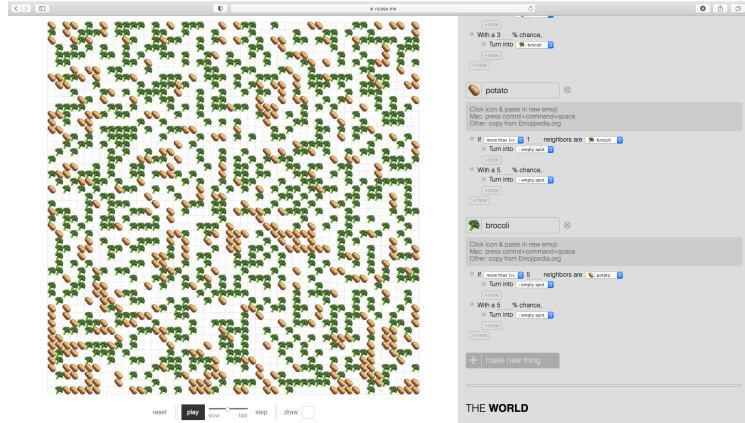 ncase.me
+new
With a 3 % chance,
Turn into 🥦: brocoli
+new
+new
potato
Click icon & paste in new emoji:
Mac: press control+command+space
Other: copy from Emojipedia.org
If more than (>) 1 neighbors are 🥦: brocoli
Turn into : empty spot
+new
With a 5 % chance,
Turn into : empty spot
+new
+new
brocoli
Click icon & paste in new emoji:
Mac: press control+command+space
Other: copy from Emojipedia.org
If more than (>) 5 neighbors are 🥔: potato
Turn into : empty spot
+new
With a 5 % chance,
Turn into : empty spot
+new
+new
+ make new thing
THE WORLD
reset play slow fast step draw